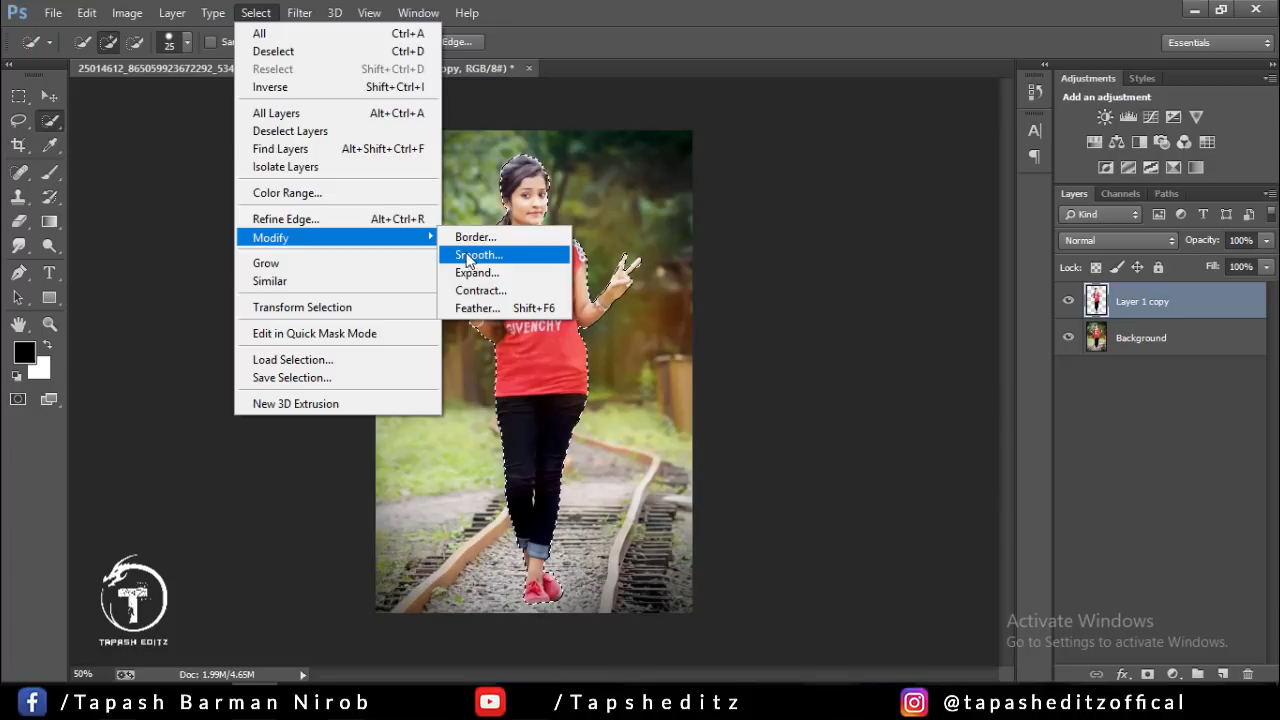 Ps File Edit Image Layer Type Select Filter 3D View Window Help
25 Edge... Essentials
25014612_865059923672292_534 opy, RGB/8#) * ×
All Ctrl+A
Deselect Ctrl+D
Reselect Shift+Ctrl+D
Inverse Shift+Ctrl+I
All Layers Alt+Ctrl+A
Deselect Layers
Find Layers Alt+Shift+Ctrl+F
Isolate Layers
Color Range...
Refine Edge... Alt+Ctrl+R
Modify
Grow
Similar
Transform Selection
Edit in Quick Mask Mode
Load Selection...
Save Selection...
New 3D Extrusion
Border...
Smooth...
Expand...
Contract...
Feather... Shift+F6
GIVENCHY
Adjustments Styles
Add an adjustment
Layers Channels Paths
Kind
Normal Opacity: 100%
Lock: Fill: 100%
Layer 1 copy
Background
T
TAPASH EDITZ
Activate Windows
Go to Settings to activate Windows.
50% Doc: 1.99M/4.65M
/Tapash Barman Nirob /Tapsheditz @tapasheditzoffical